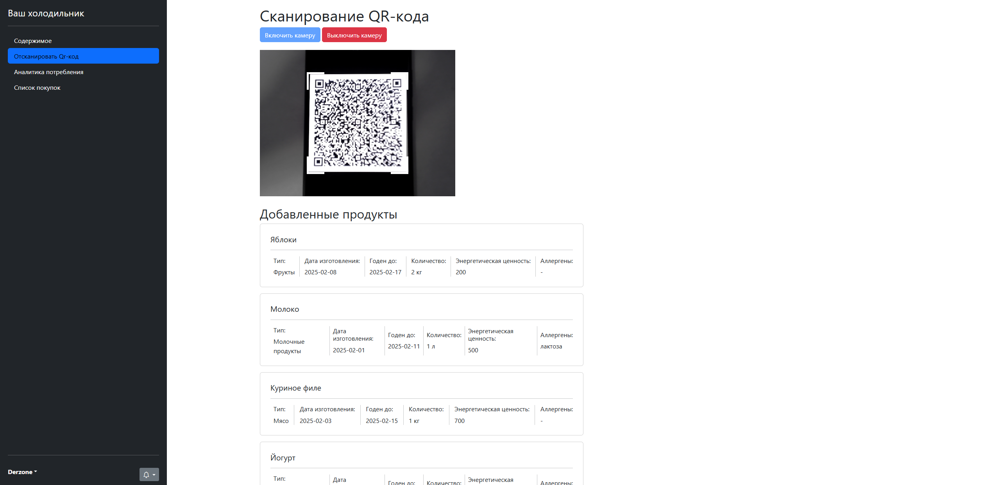 Ваш холодильник
Содержимое
Отсканировать Qr-код
Аналитика потребления
Список покупок
Derzone
Сканирование QR-кода
Включить камеру Выключить камеру
Добавленные продукты
Яблоки
Тип: Дата изготовления: Годен до: Количество: Энергетическая ценность: Аллергены:
Фрукты 2025-02-08 2025-02-17 2 кг 200 -
Молоко
Тип:
Молочные
продукты
Дата
изготовления:
2025-02-01
Годен до:
2025-02-11
Количество:
1 л
Энергетическая
ценность:
500
Аллергены:
лактоза
Куриное филе
Тип: Дата изготовления: Годен до: Количество: Энергетическая ценность: Аллергены:
Мясо 2025-02-03 2025-02-15 1 кг 700 -
Йогурт
Тип:
Дата
Годен до:
Количество:
Энергетическая
Аллергены: